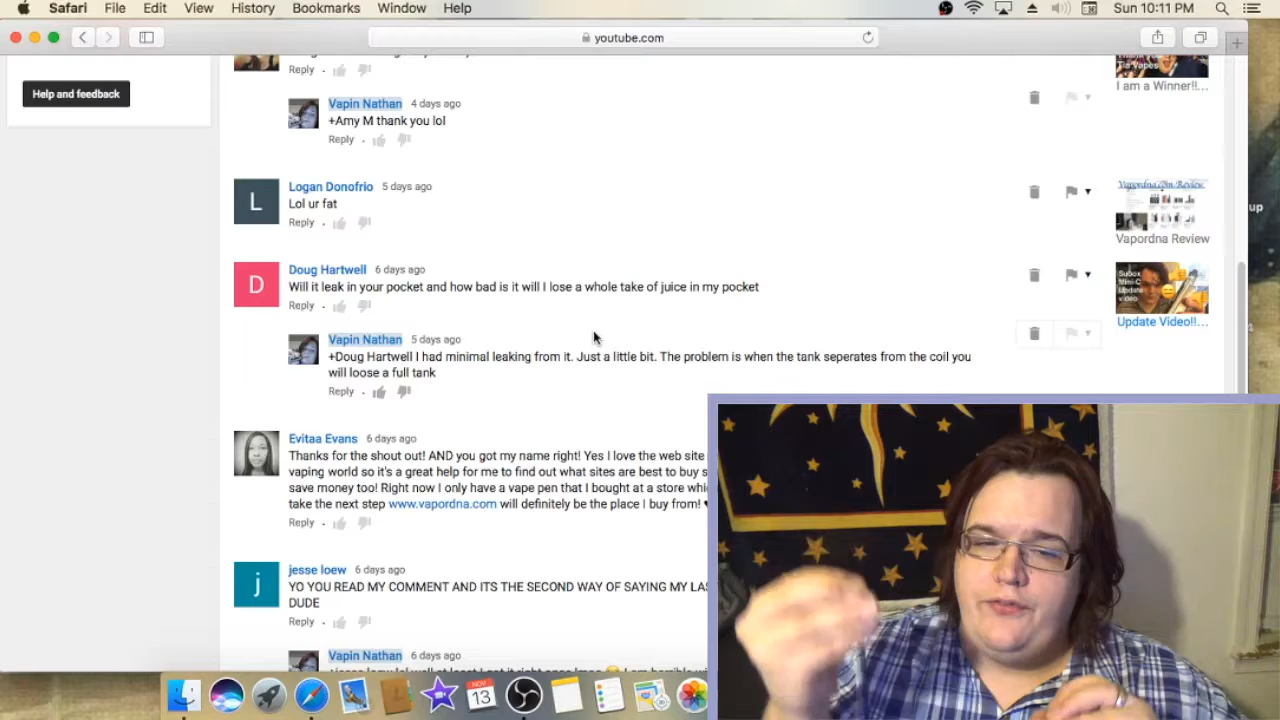 Safari File Edit View History Bookmarks Window Help Sun 10:11 PM
youtube.com
Reply
Help and feedback
Vapin Nathan 4 days ago
+Amy M thank you lol
Reply
I am a Winner!!...
Logan Donofrio 5 days ago
Lol ur fat
Reply
Vapordna.com Review
Vapordna Review
up
Doug Hartwell 6 days ago
Will it leak in your pocket and how bad is it will I lose a whole take of juice in my pocket
Reply
Subox
Mini-C
Update
video
Update Video!!...
Vapin Nathan 5 days ago
+Doug Hartwell I had minimal leaking from it. Just a little bit. The problem is when the tank seperates from the coil you
will loose a full tank
Reply
L
D
Evitaa Evans 6 days ago
Thanks for the shout out! AND you got my name right! Yes I love the web site
vaping world so it's a great help for me to find out what sites are best to buy
save money too! Right now I only have a vape pen that I bought at a store
take the next step www.vapordna.com will definitely be the place I buy from!
Reply
j
jesse loew 6 days ago
YO YOU READ MY COMMENT AND ITS THE SECOND WAY OF SAYING MY
DUDE
Reply
Vapin Nathan 6 days ago
NOV
13